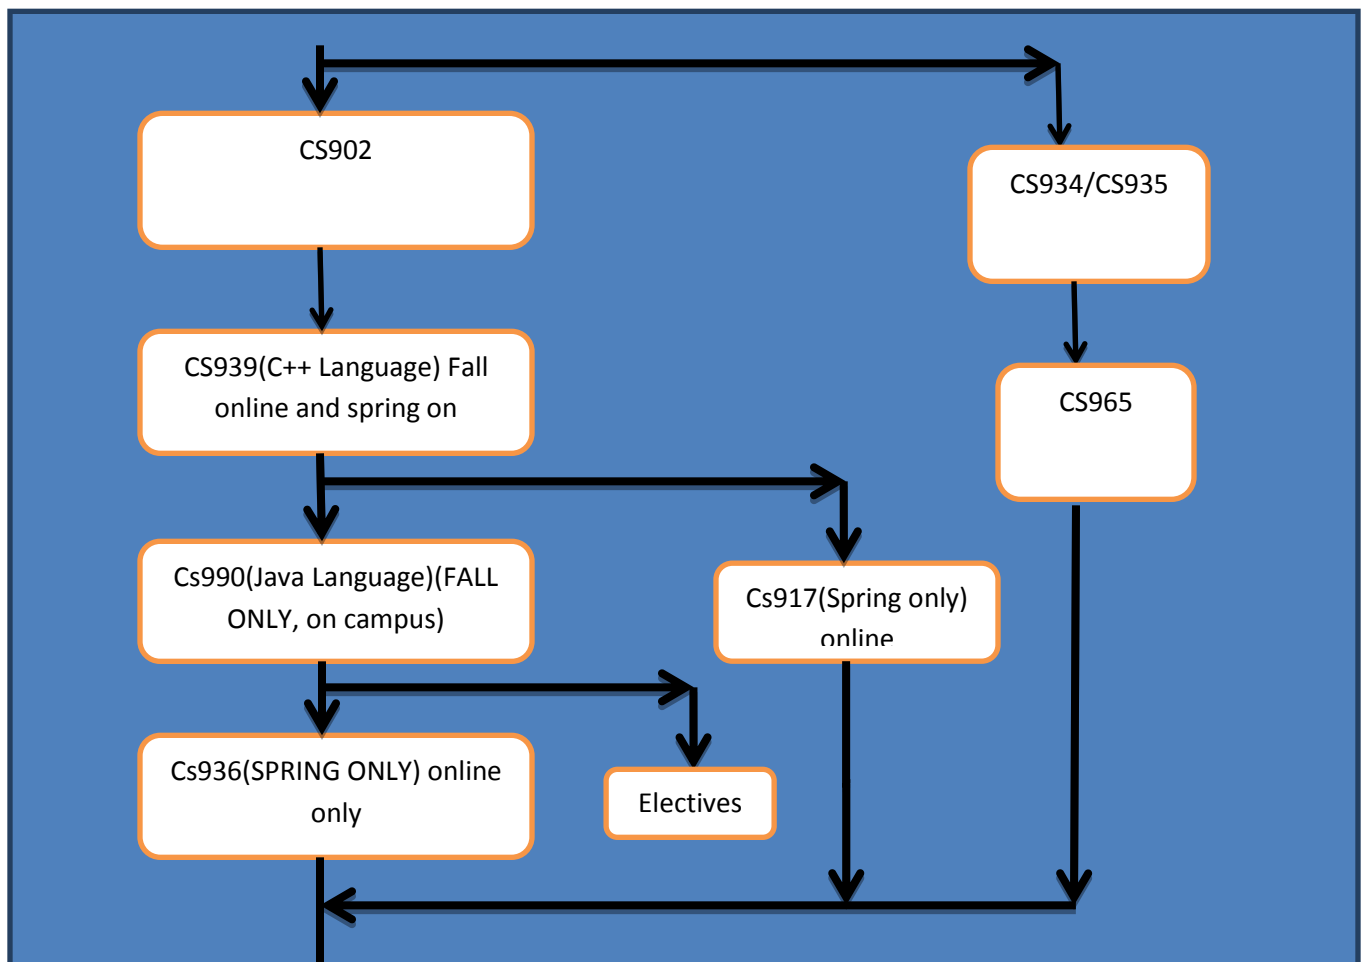 CS902
CS934/CS935
CS939(C++ Language) Fall
online and spring on
CS965
Cs990(Java Language)(FALL
ONLY, on campus)
Cs917(Spring only)
online
Cs936(SPRING ONLY) online
only
Electives